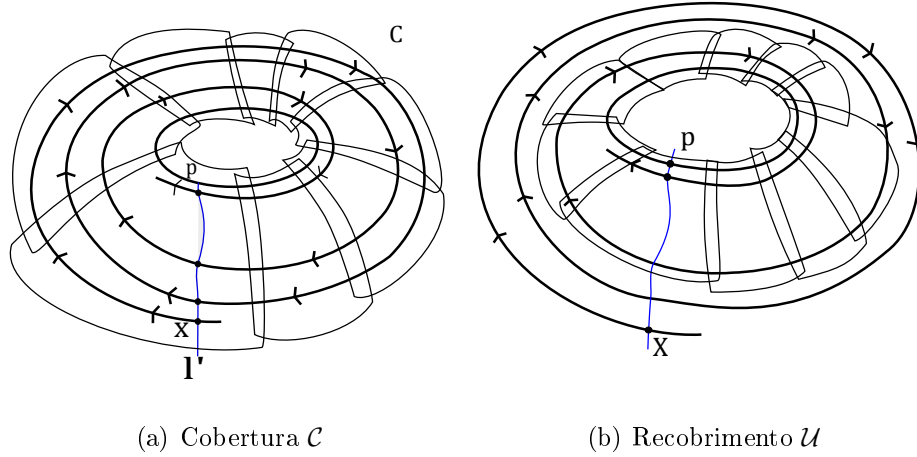 C
p
X
l'
(a) Cobertura 𝒞
p
X
(b) Recobrimento 𝒰